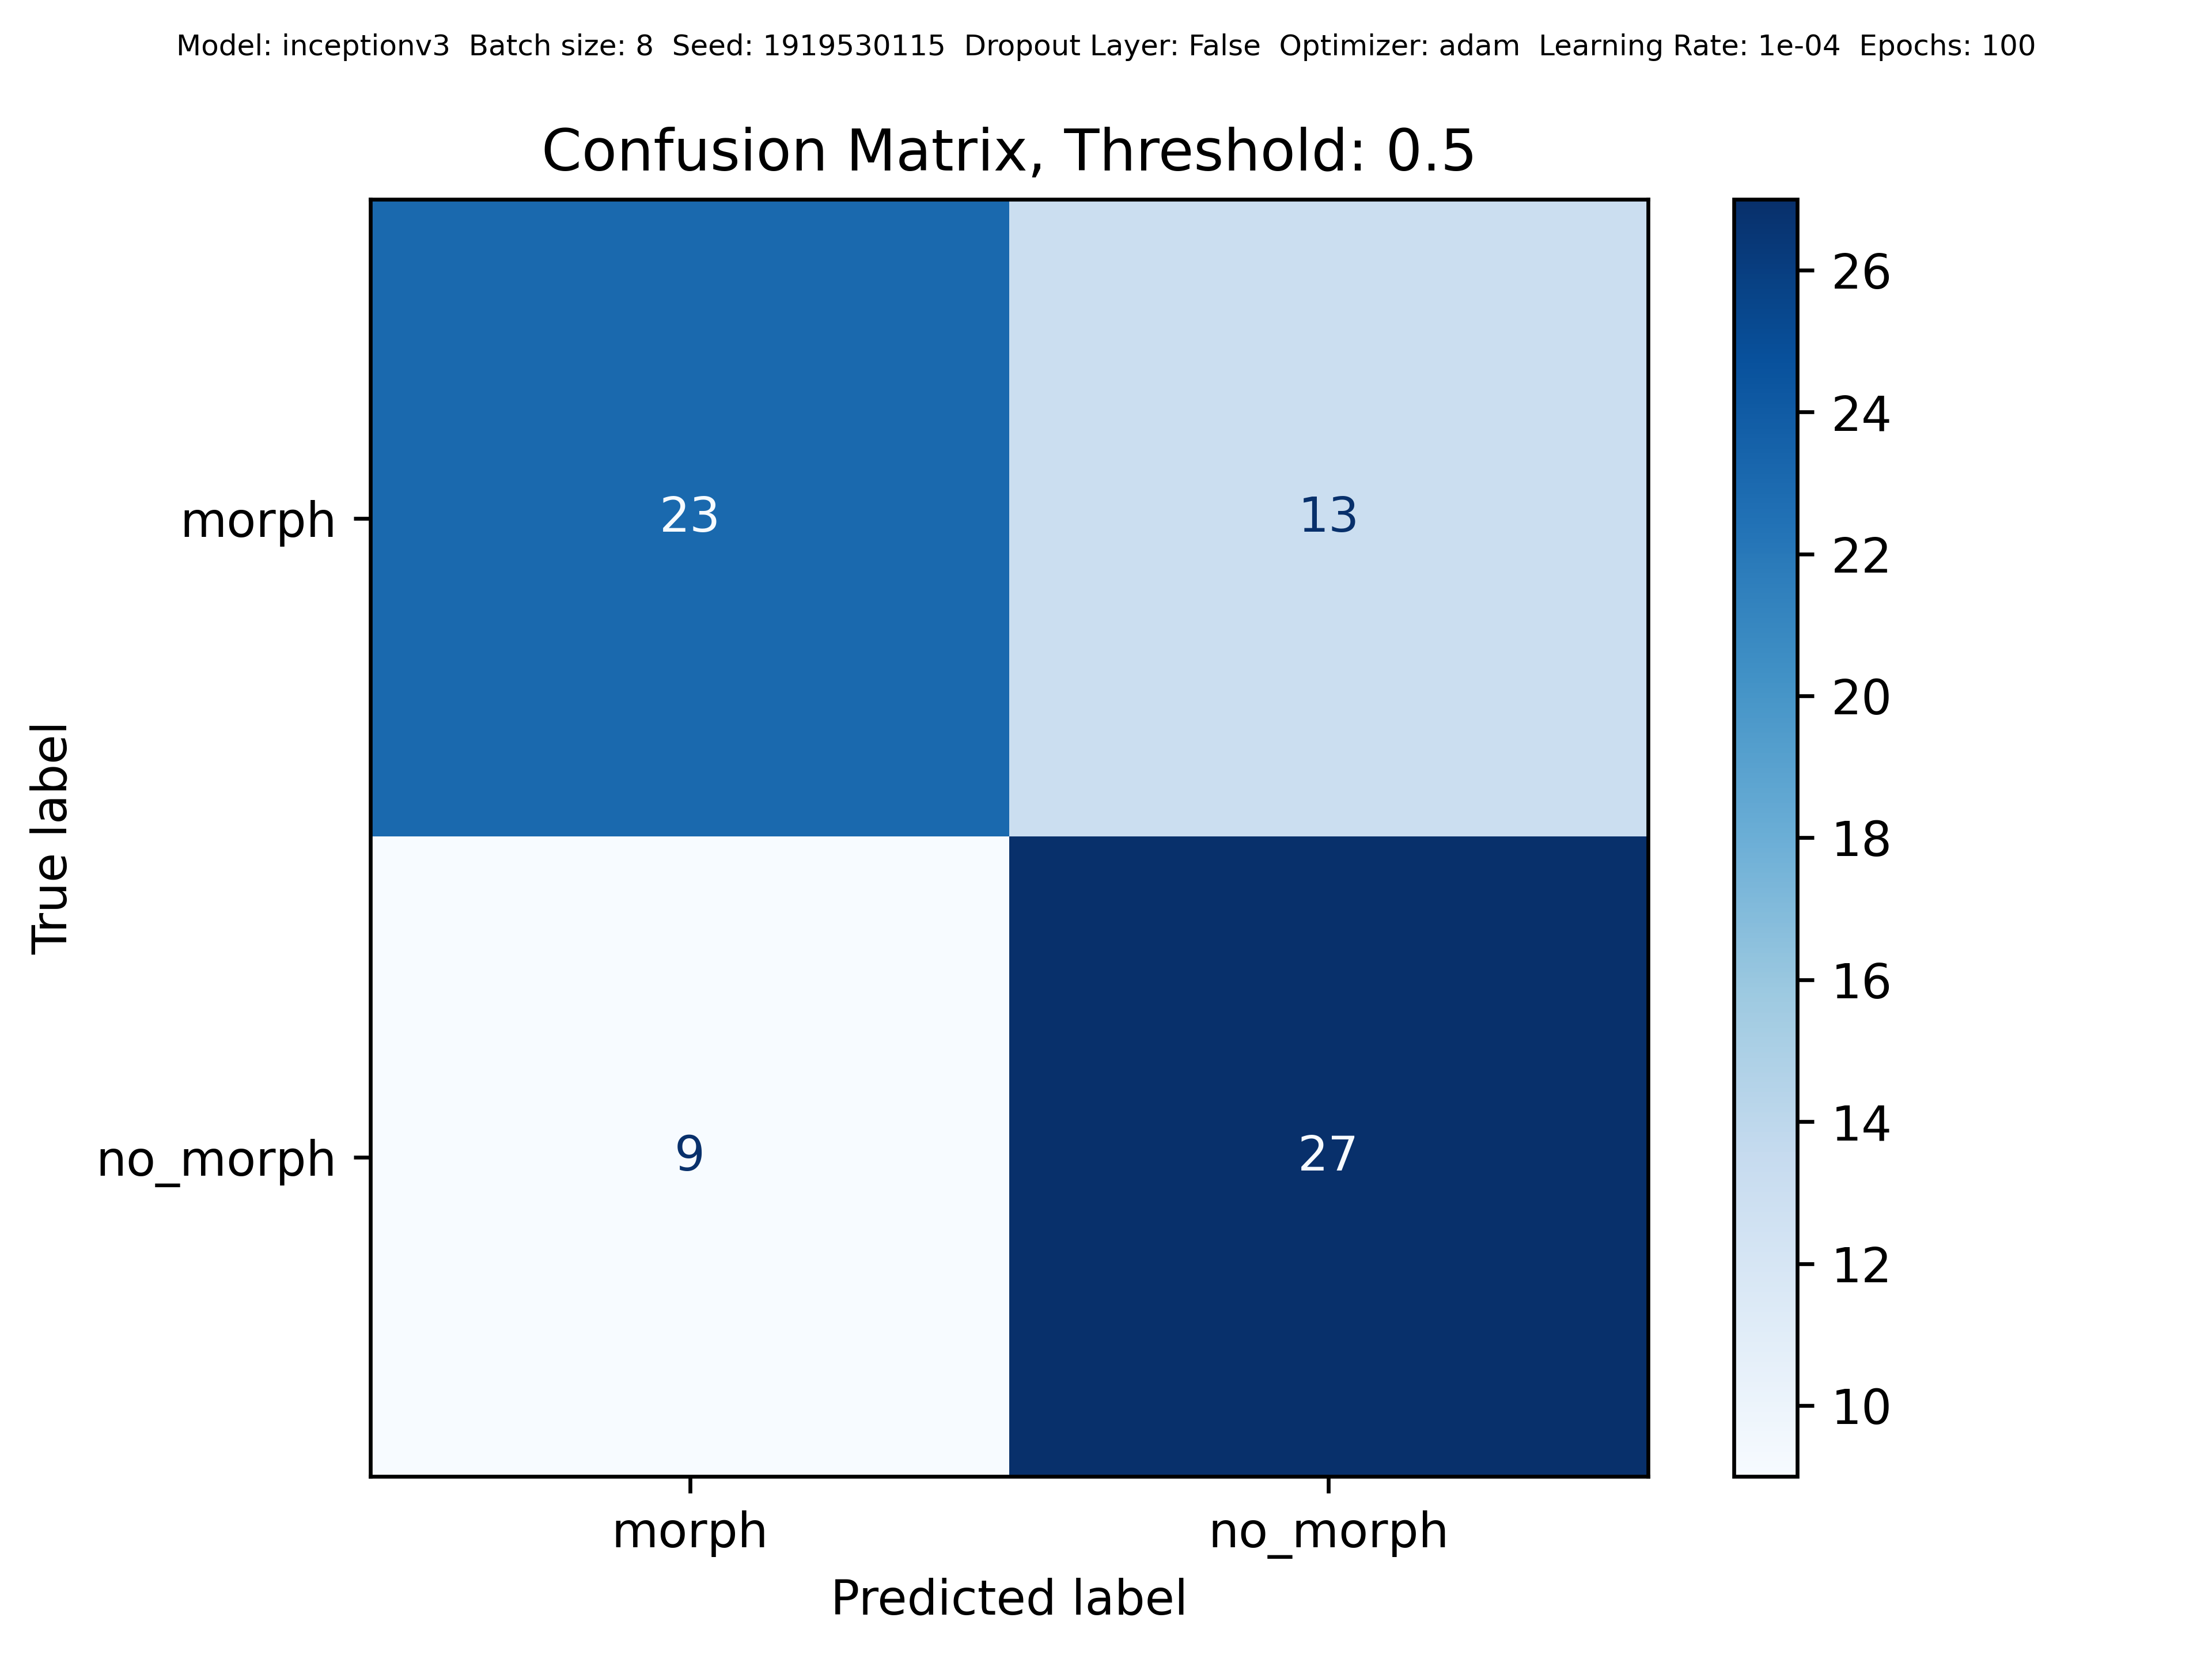 Model: inceptionv3  Batch size: 8  Seed: 1919530115  Dropout Layer: False  Optimizer: adam  Learning Rate: 1e-04  Epochs: 100
Confusion Matrix, Threshold: 0.5
True label
morph
no_morph
23
13
9
27
morph
no_morph
Predicted label
26
24
22
20
18
16
14
12
10